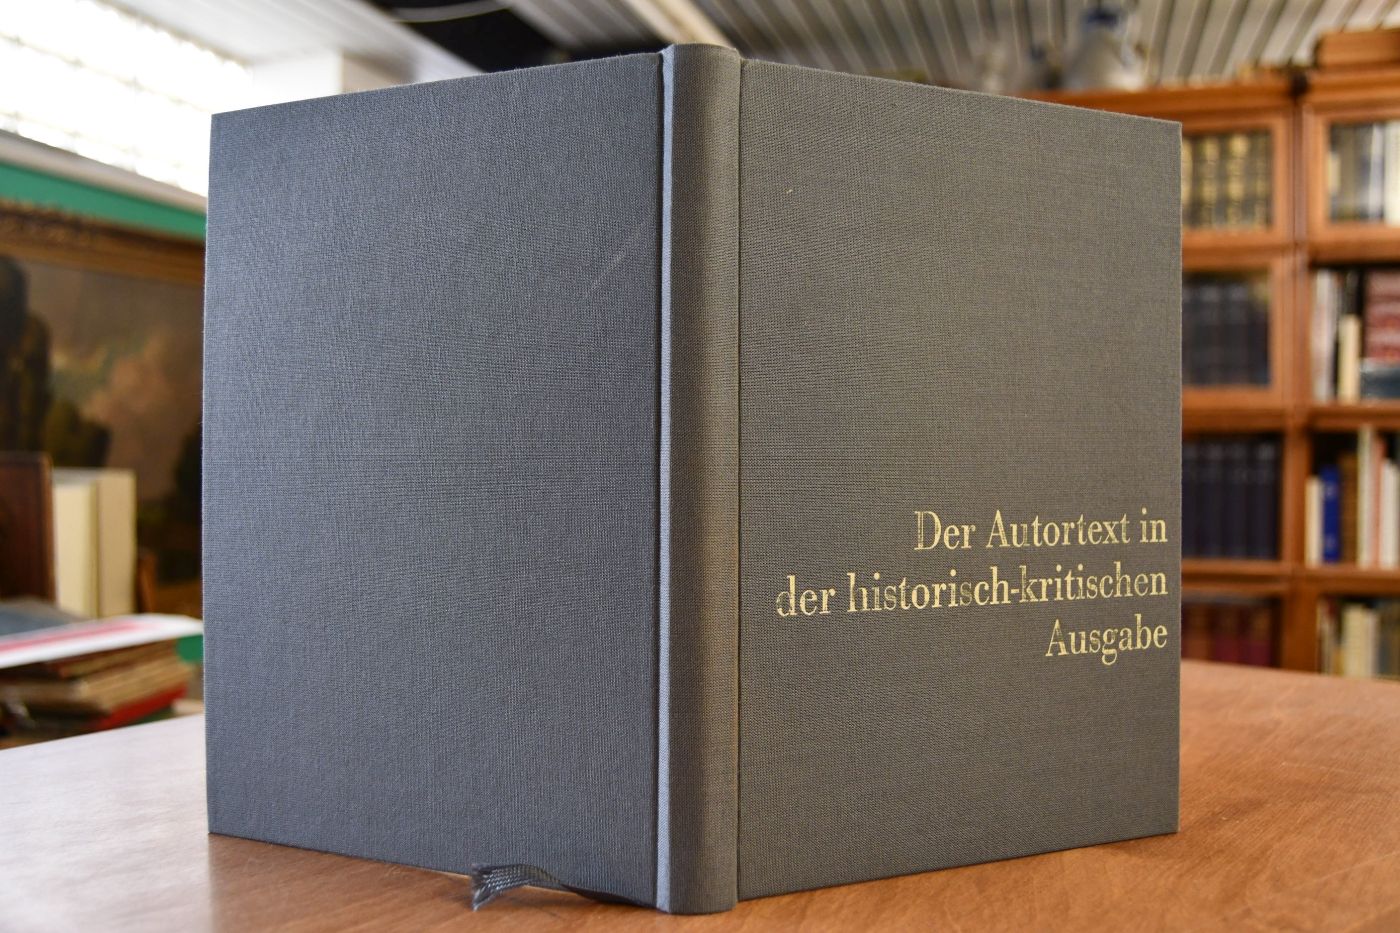 Der Autortext in
der historisch-kritischen
Ausgabe